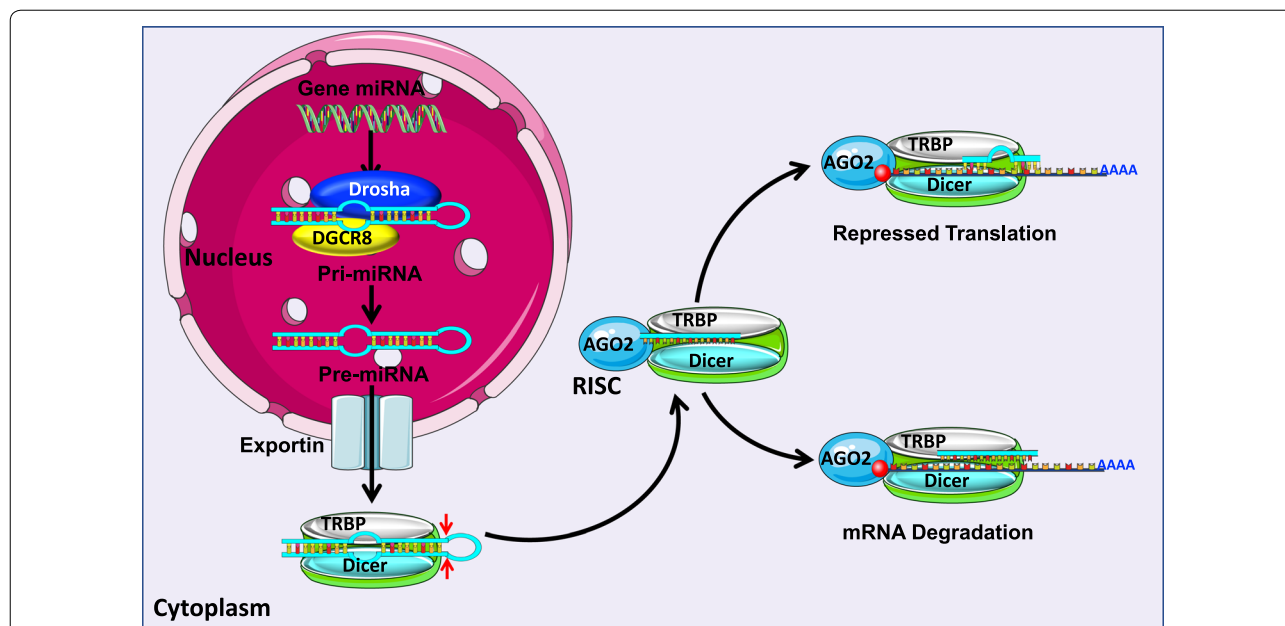 Gene miRNA
Drosha
DGCR8
Nucleus
Pri-miRNA
Pre-miRNA
Exportin
TRBP
Dicer
Cytoplasm
TRBP
AGO2
Dicer
RISC
TRBP
AGO2
Dicer
AAAA
Repressed Translation
TRBP
AGO2
Dicer
AAAA
mRNA Degradation